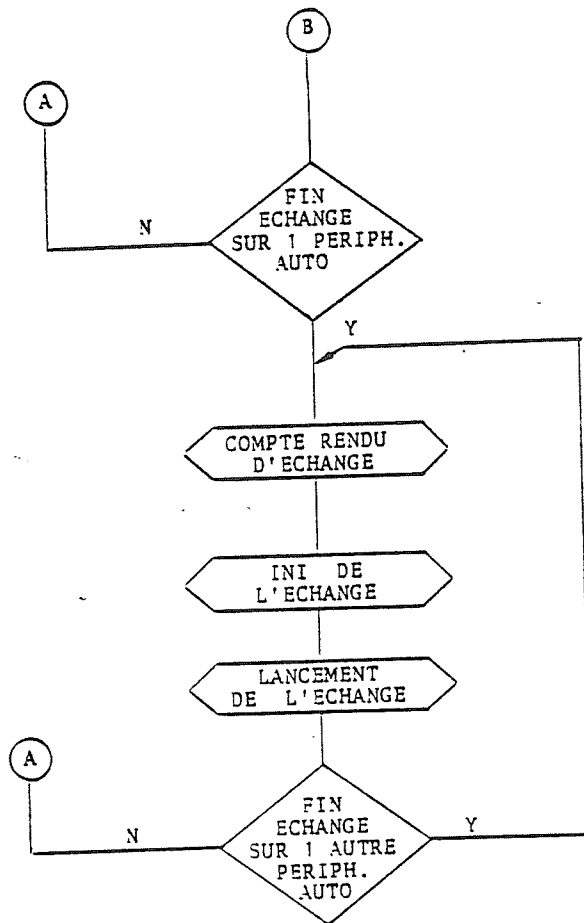 B
A
FIN
ECHANGE
SUR 1 PERIPH.
AUTO
N
Y
COMPTE RENDU
D'ECHANGE
INI DE
L'ECHANGE
LANCEMENT
DE L'ECHANGE
A
FIN
ECHANGE
SUR 1 AUTRE
PERIPH.
AUTO
N
Y